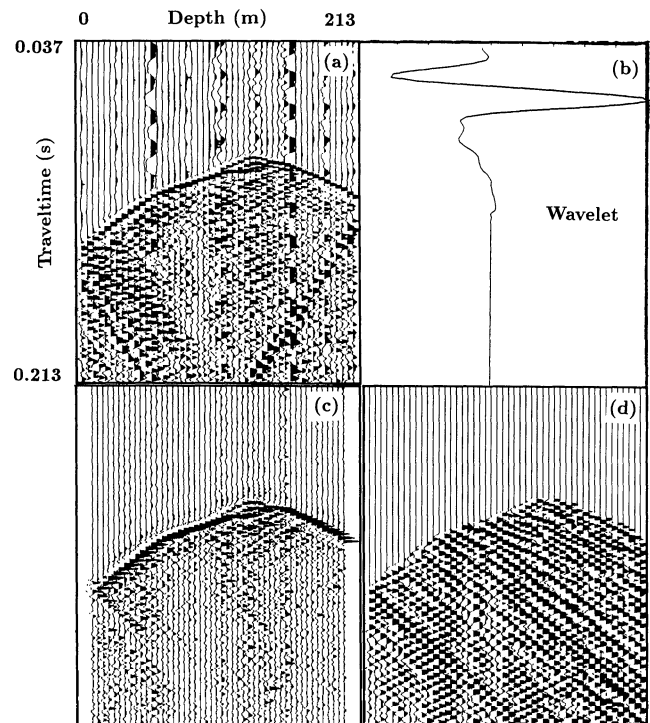 0 Depth (m) 213
0.037
(a)
(b)
Traveltime (s)
Wavelet
0.213
(c)
(d)